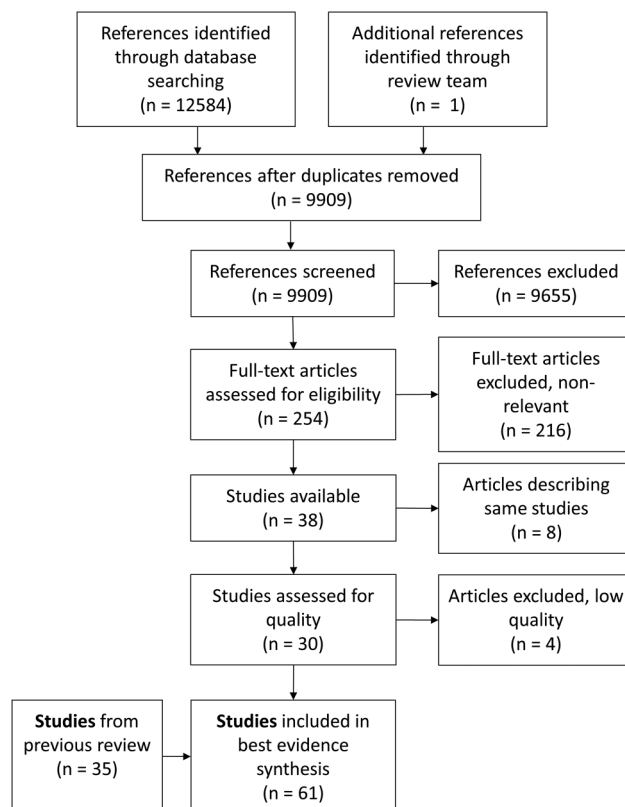 References identified
through database
searching
(n = 12584)
Additional references
identified through
review team
(n = 1)
References after duplicates removed
(n = 9909)
References screened
(n = 9909)
References excluded
(n = 9655)
Full-text articles
assessed for eligibility
(n = 254)
Full-text articles
excluded, non-
relevant
(n = 216)
Studies available
(n = 38)
Articles describing
same studies
(n = 8)
Studies assessed for
quality
(n = 30)
Articles excluded, low
quality
(n = 4)
Studies from
previous review
(n = 35)
Studies included in
best evidence
synthesis
(n = 61)